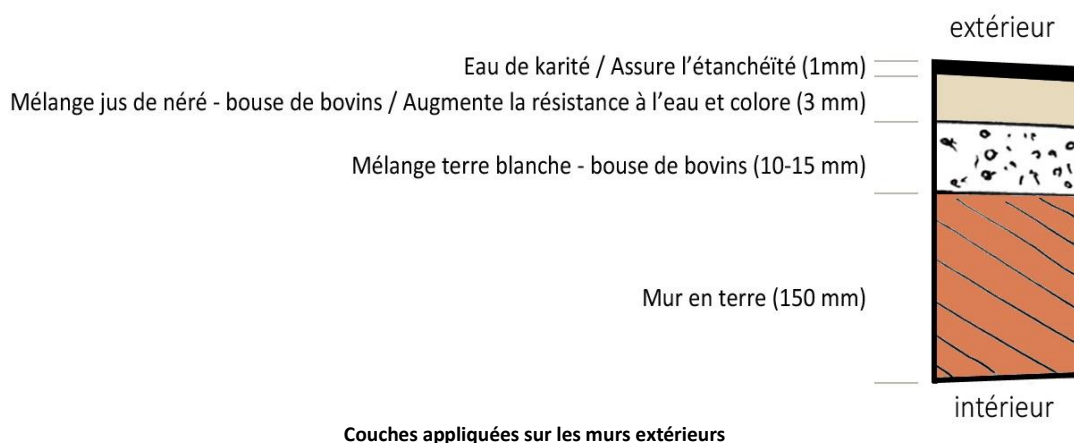 extérieur
Eau de karité / Assure l'étanchéïté (1mm)
Mélange jus de néré - bouse de bovins / Augmente la résistance à l'eau et colore (3 mm)
Mélange terre blanche - bouse de bovins (10-15 mm)
Mur en terre (150 mm)
intérieur
Couches appliquées sur les murs extérieurs